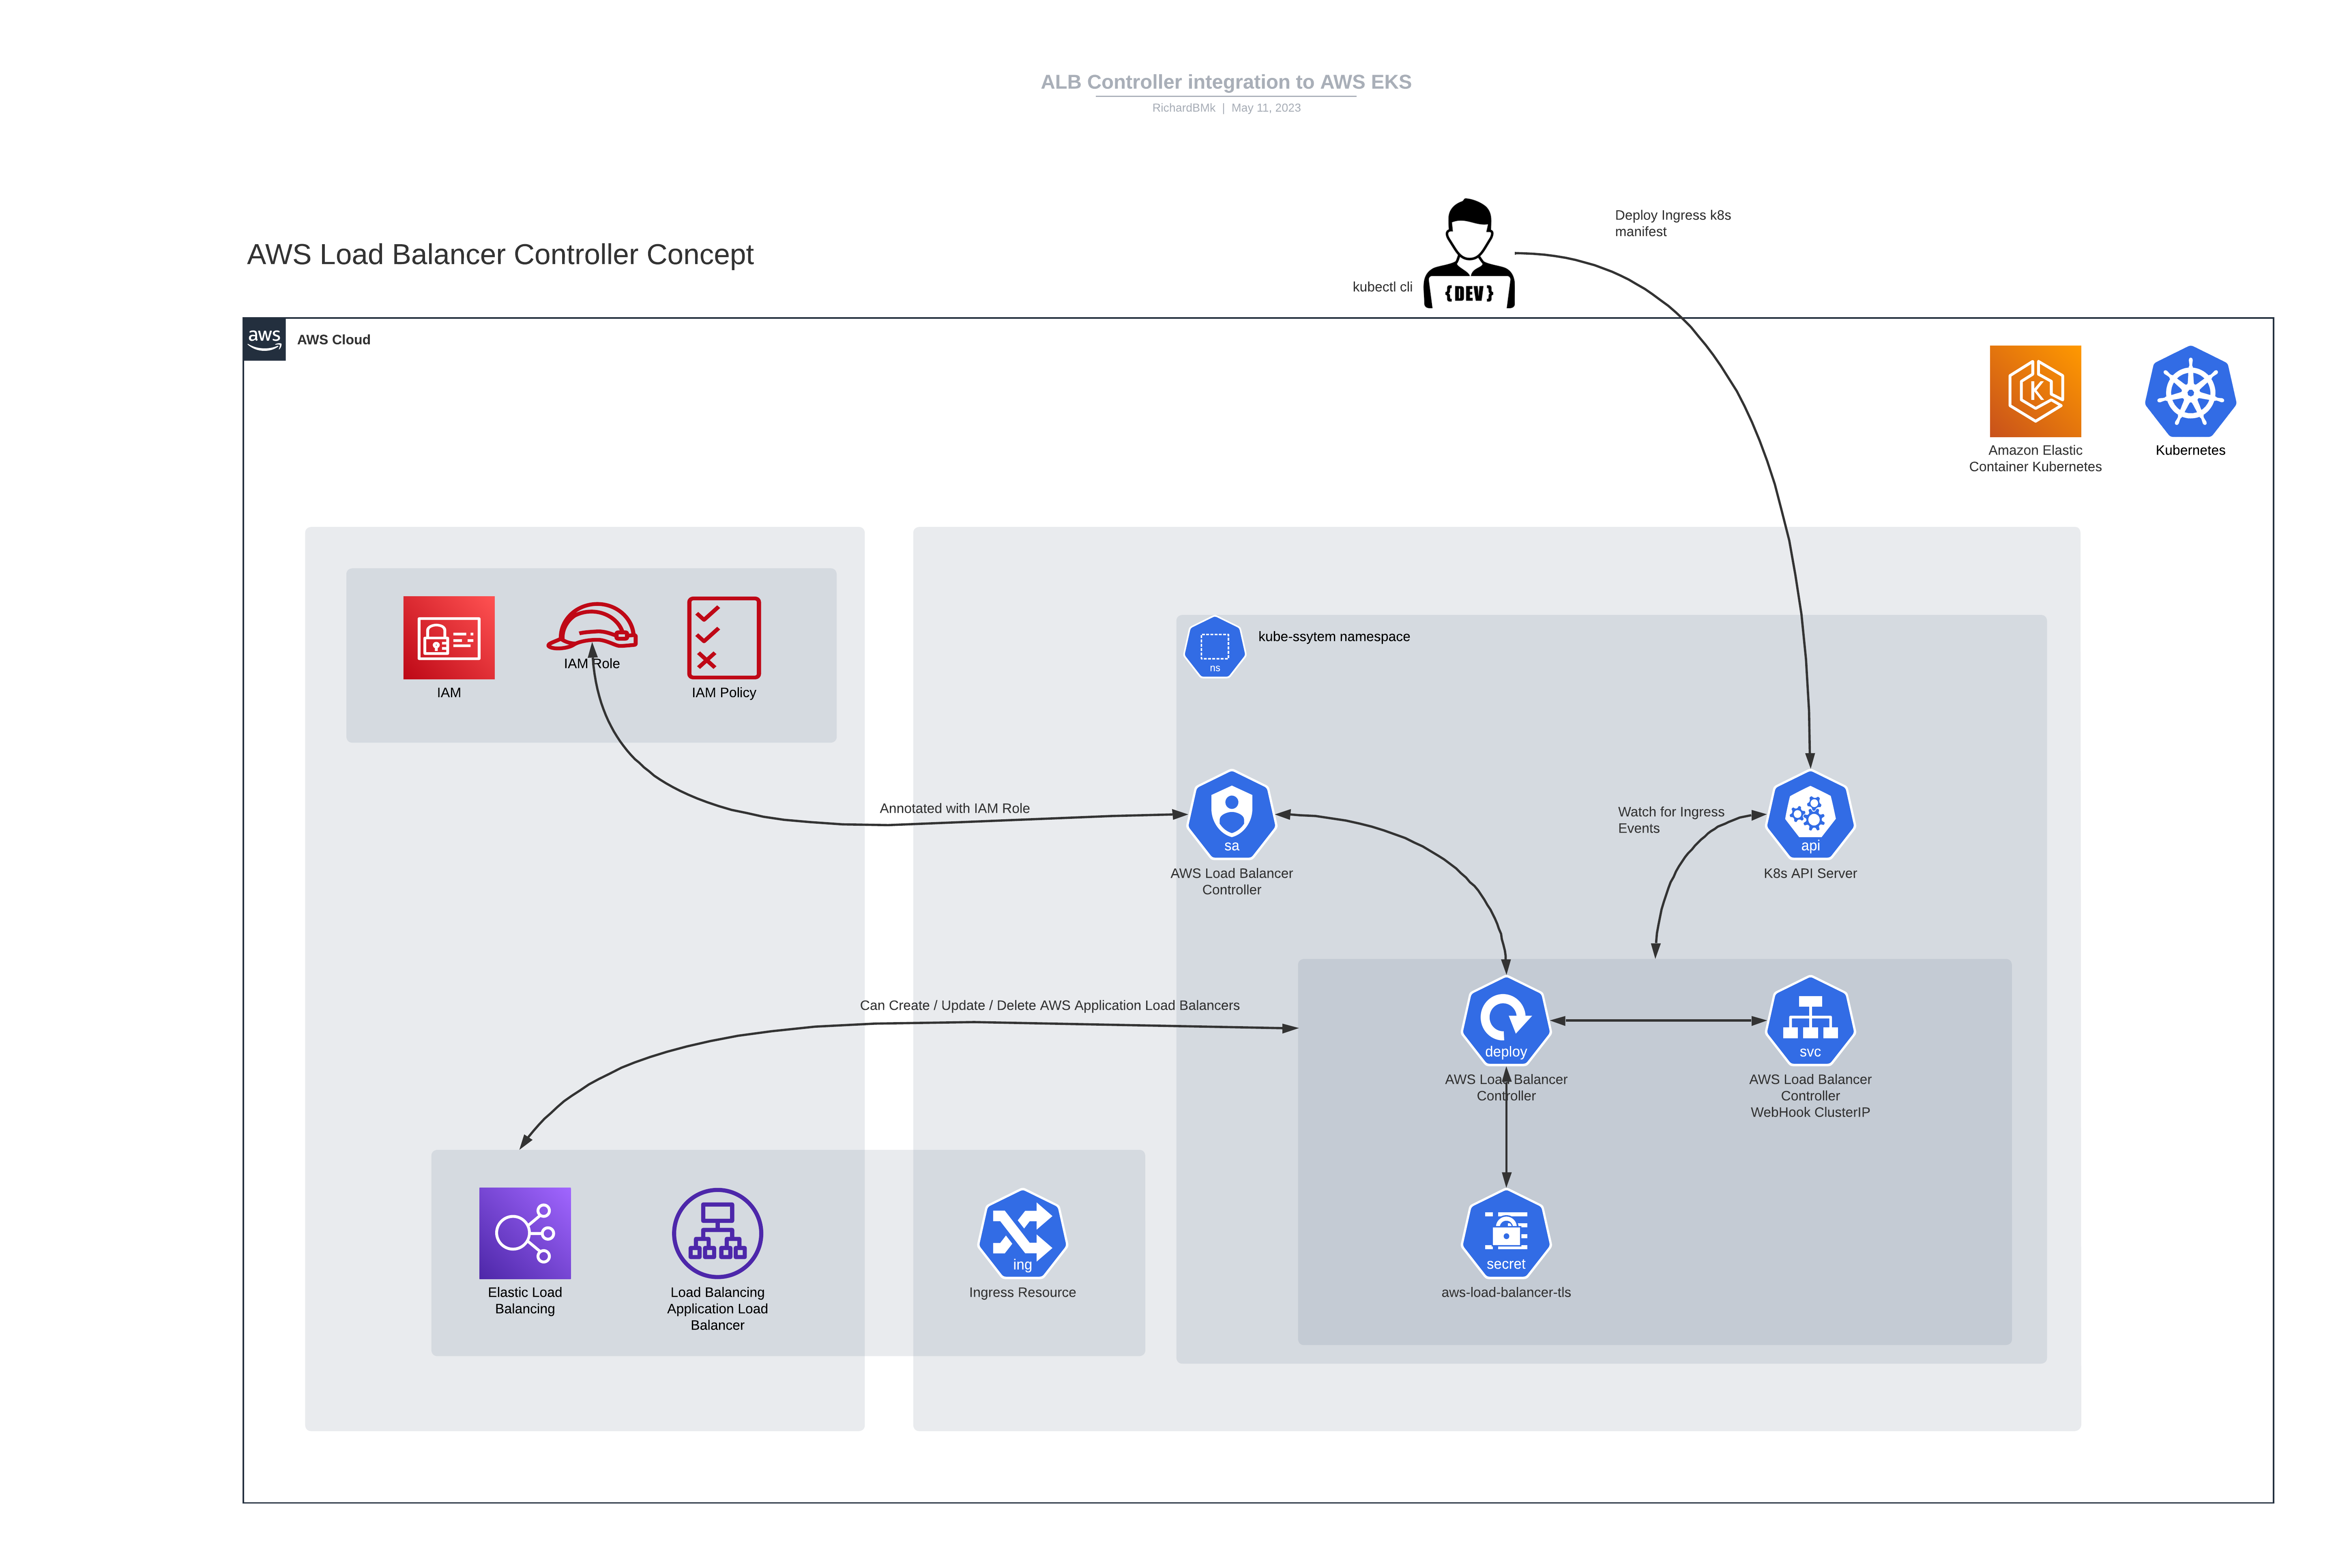 ALB Controller integration to AWS EKS
RichardBMk | May 11, 2023
Deploy Ingress k8s
manifest
AWS Load Balancer Controller Concept
kubectl cli
{DEV}
aws
AWS Cloud
K
Amazon Elastic
Container Kubernetes
Kubernetes
IAM
IAM Role
IAM Policy
ns
kube-ssytem namespace
Annotated with IAM Role
sa
AWS Load Balancer
Controller
Watch for Ingress
Events
api
K8s API Server
Can Create / Update / Delete AWS Application Load Balancers
deploy
AWS Load Balancer
Controller
svc
AWS Load Balancer
Controller
WebHook ClusterIP
Elastic Load
Balancing
Load Balancing
Application Load
Balancer
ing
Ingress Resource
secret
aws-load-balancer-tls